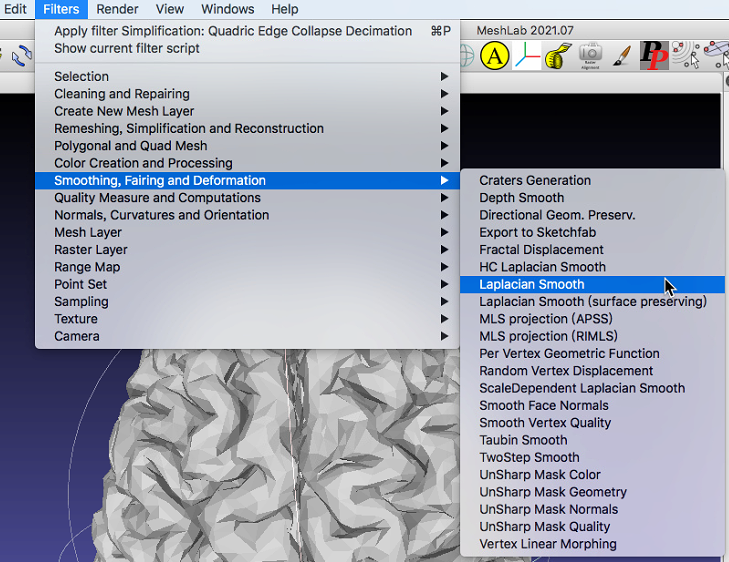 Edit Filters Render View Windows Help
Apply filter Simplification: Quadric Edge Collapse Decimation ⌘P
MeshLab 2021.07
Show current filter script
A
PP
Selection
Cleaning and Repairing
Create New Mesh Layer
Remeshing, Simplification and Reconstruction
Polygonal and Quad Mesh
Color Creation and Processing
Smoothing, Fairing and Deformation
Quality Measure and Computations
Normals, Curvatures and Orientation
Mesh Layer
Raster Layer
Range Map
Point Set
Sampling
Texture
Camera
Craters Generation
Depth Smooth
Directional Geom. Preserv.
Export to Sketchfab
Fractal Displacement
HC Laplacian Smooth
Laplacian Smooth
Laplacian Smooth (surface preserving)
MLS projection (APSS)
MLS projection (RIMLS)
Per Vertex Geometric Function
Random Vertex Displacement
ScaleDependent Laplacian Smooth
Smooth Face Normals
Smooth Vertex Quality
Taubin Smooth
TwoStep Smooth
UnSharp Mask Color
UnSharp Mask Geometry
UnSharp Mask Normals
UnSharp Mask Quality
Vertex Linear Morphing